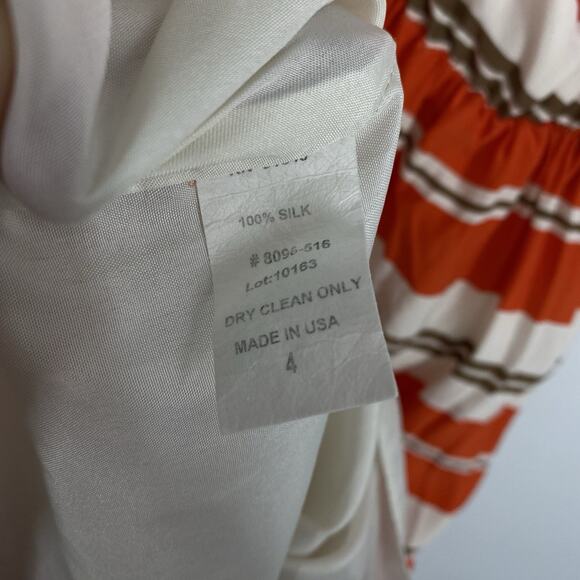 100% SILK
# 8096-516
Lot:10163
DRY CLEAN ONLY
MADE IN USA
4